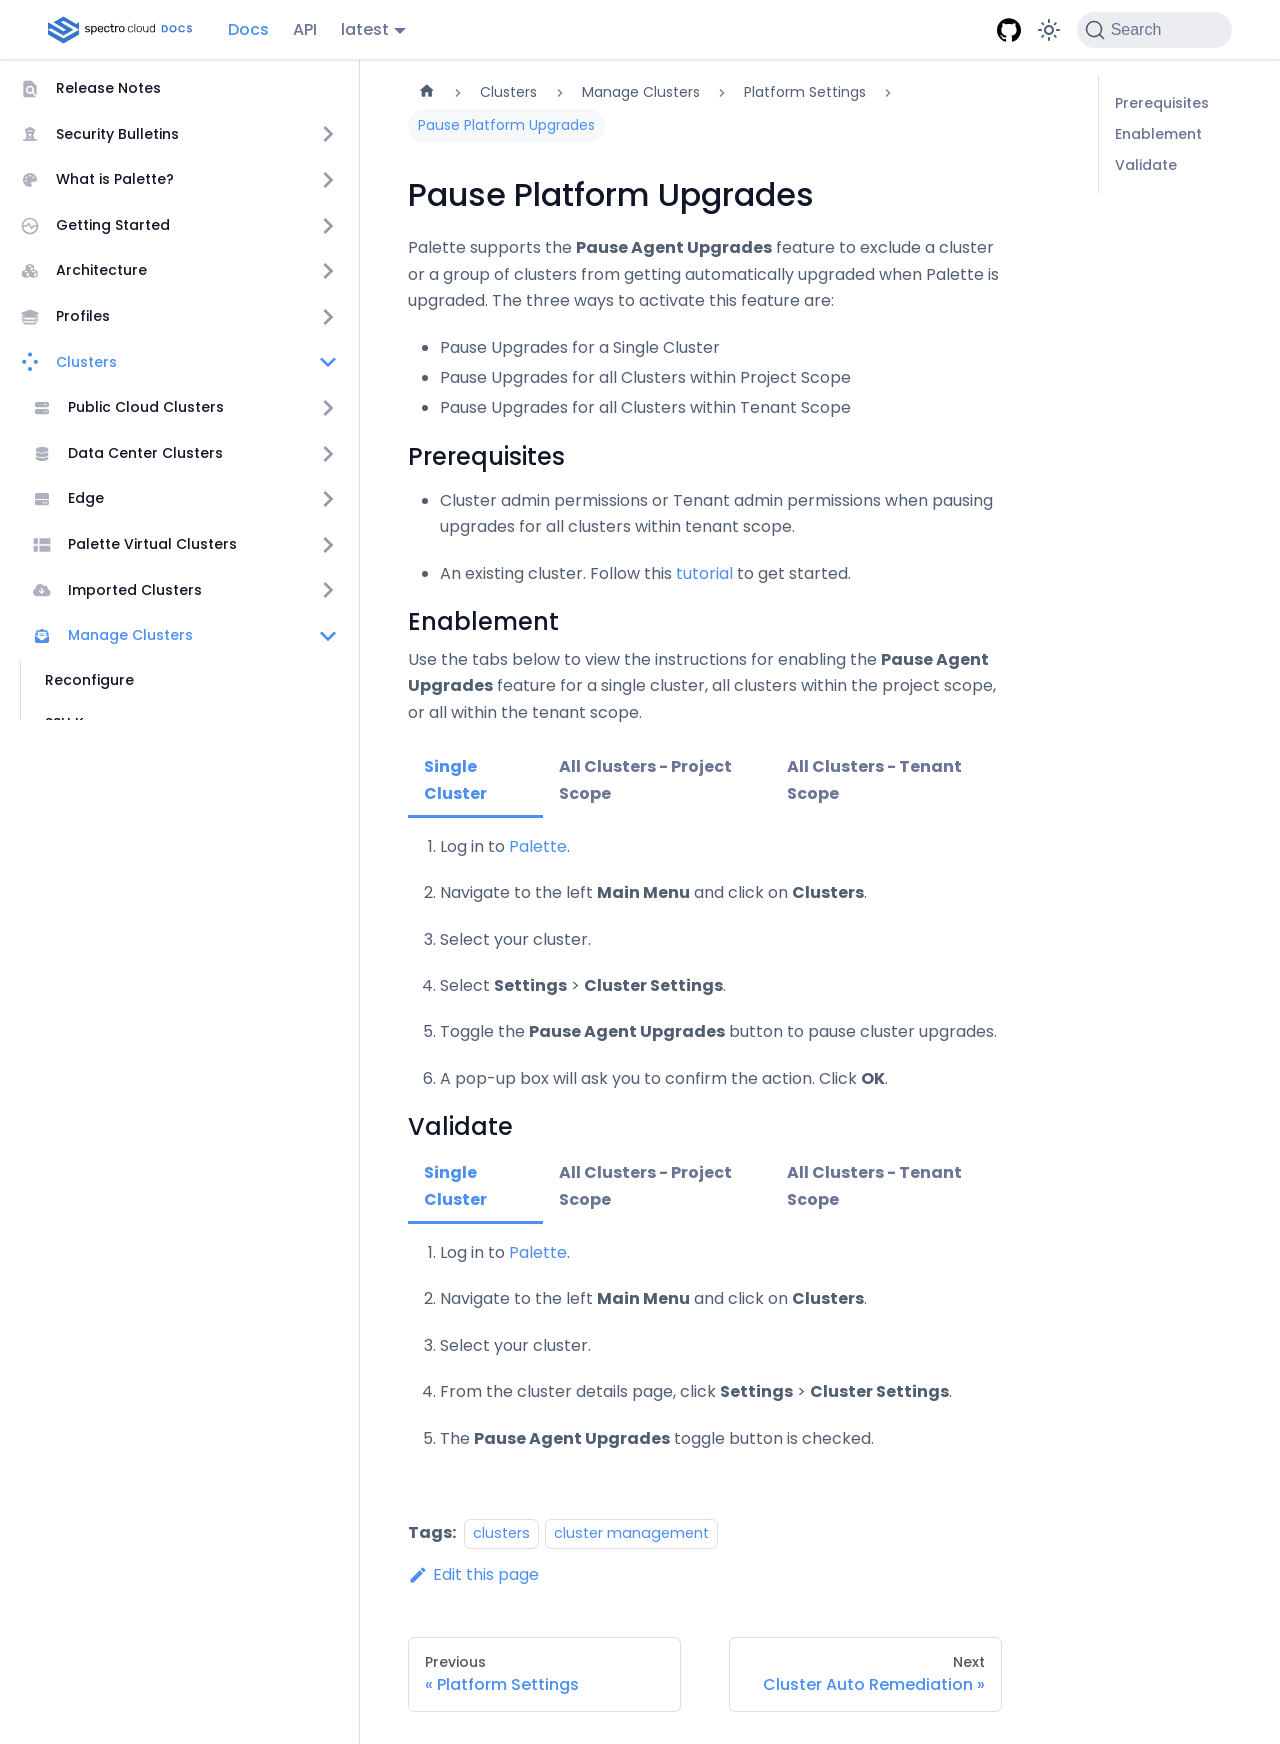 spectro cloud DOCS
Docs
API
latest
Search
Release Notes
Security Bulletins
What is Palette?
Getting Started
Architecture
Profiles
Clusters
Public Cloud Clusters
Data Center Clusters
Edge
Palette Virtual Clusters
Imported Clusters
Manage Clusters
Reconfigure
Clusters
Manage Clusters
Platform Settings
Pause Platform Upgrades
Pause Platform Upgrades
Palette supports the Pause Agent Upgrades feature to exclude a cluster
or a group of clusters from getting automatically upgraded when Palette is
upgraded. The three ways to activate this feature are:
Pause Upgrades for a Single Cluster
Pause Upgrades for all Clusters within Project Scope
Pause Upgrades for all Clusters within Tenant Scope
Prerequisites
Cluster admin permissions or Tenant admin permissions when pausing
upgrades for all clusters within tenant scope.
An existing cluster. Follow this tutorial to get started.
Enablement
Use the tabs below to view the instructions for enabling the Pause Agent
Upgrades feature for a single cluster, all clusters within the project scope,
or all within the tenant scope.
Single Cluster
All Clusters - Project Scope
All Clusters - Tenant Scope
1. Log in to Palette.
2. Navigate to the left Main Menu and click on Clusters.
3. Select your cluster.
4. Select Settings > Cluster Settings.
5. Toggle the Pause Agent Upgrades button to pause cluster upgrades.
6. A pop-up box will ask you to confirm the action. Click OK.
Validate
Single Cluster
All Clusters - Project Scope
All Clusters - Tenant Scope
1. Log in to Palette.
2. Navigate to the left Main Menu and click on Clusters.
3. Select your cluster.
4. From the cluster details page, click Settings > Cluster Settings.
5. The Pause Agent Upgrades toggle button is checked.
Tags: clusters cluster management
Edit this page
Previous
« Platform Settings
Next
Cluster Auto Remediation »
Prerequisites
Enablement
Validate